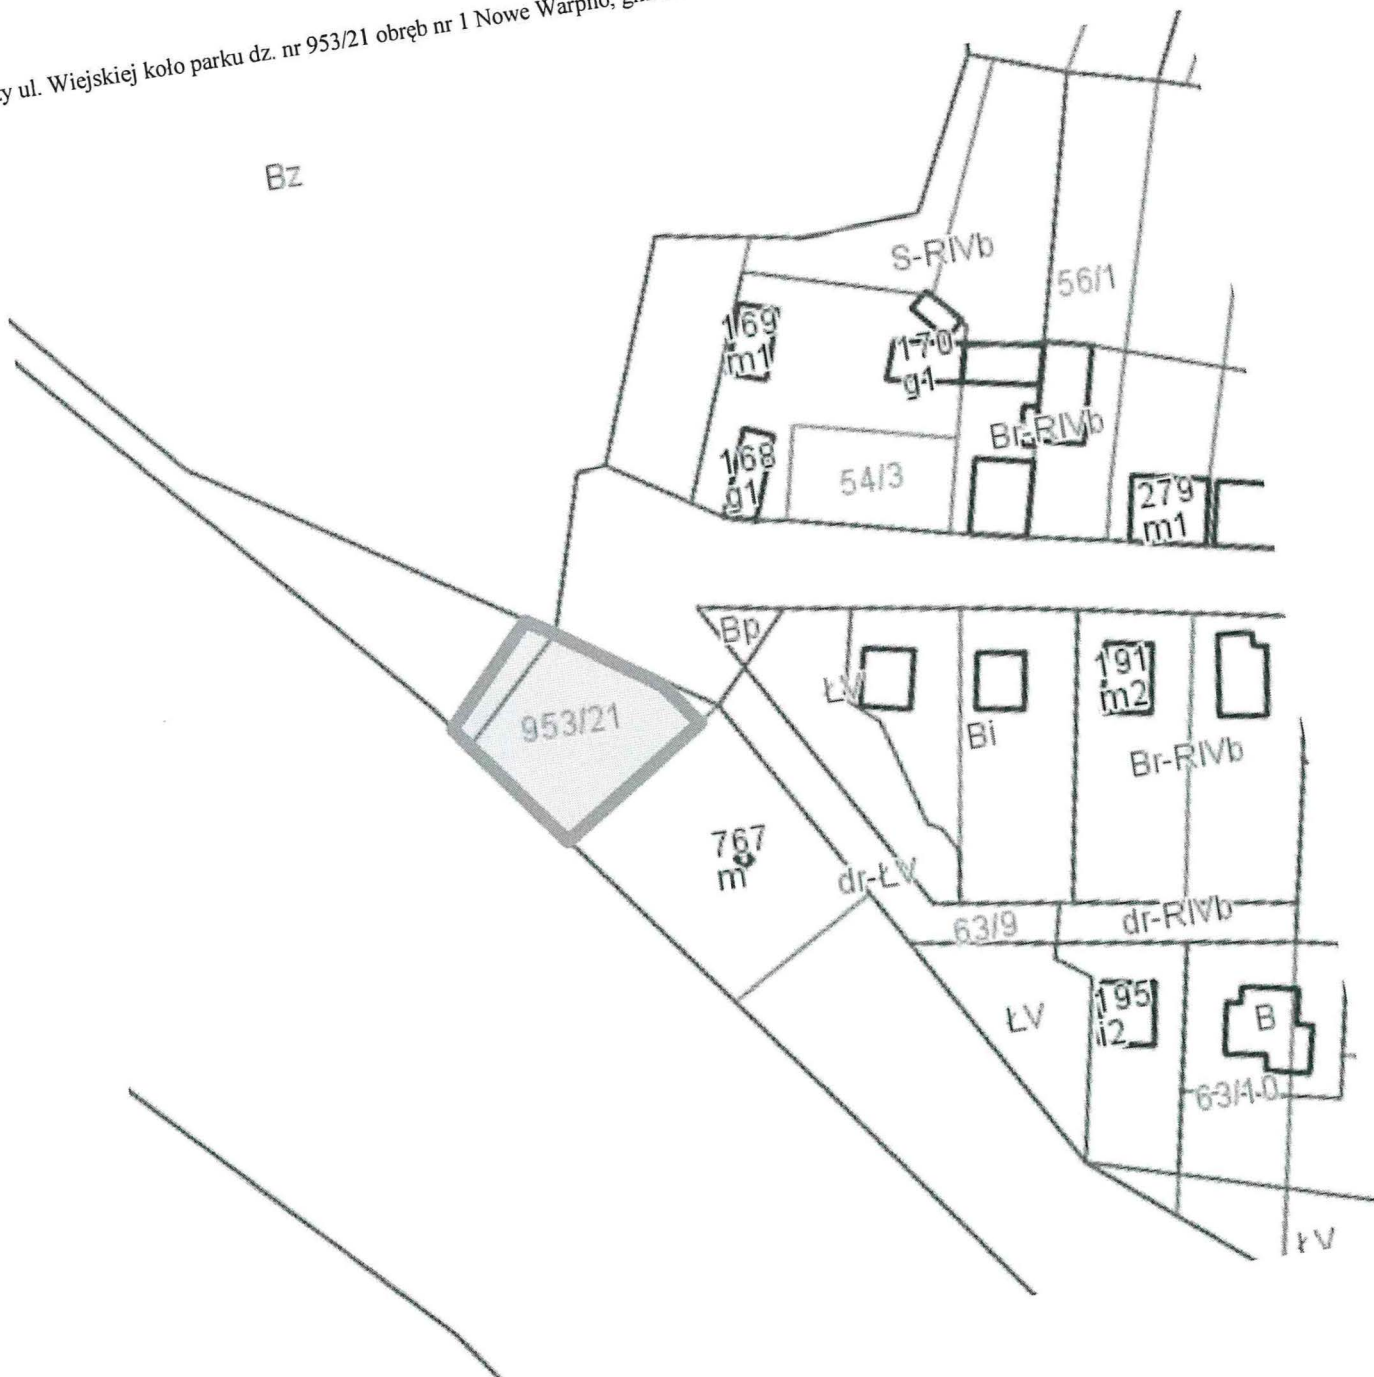 ul. Wiejskiej koło parku dz. nr 953/21 obręb nr 1 Nowe Warpno,
Bz
S-RIVb
56/1
169
m1
170
g1
Br-RIVb
168
g1
54/3
279
m1
Bp
ŁV
191
m2
953/21
Bi
Br-RIVb
767
m
dr-ŁV
63/9
dr-RIVb
195
i2
ŁV
B
63/10
ŁV